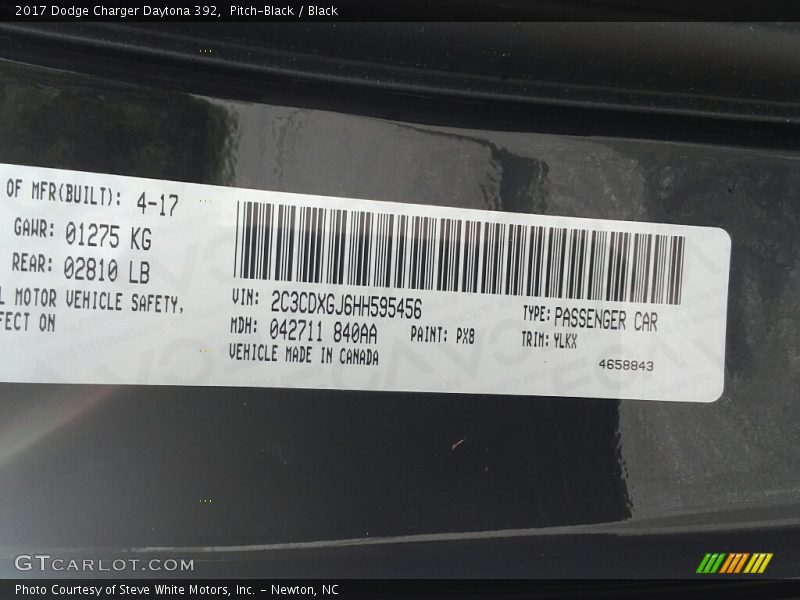 2017 Dodge Charger Daytona 392, Pitch-Black / Black
OF MFR(BUILT): 4-17
GAWR: 01275 KG
REAR: 02810 LB
L MOTOR VEHICLE SAFETY,
FECT ON
VIN: 2C3CDXGJ6HH595456
MDH: 042711 840AA PAINT: PX8
VEHICLE MADE IN CANADA
TYPE: PASSENGER CAR
TRIM: YLKX
4658843
GTCARLOT.COM
Photo Courtesy of Steve White Motors, Inc. - Newton, NC